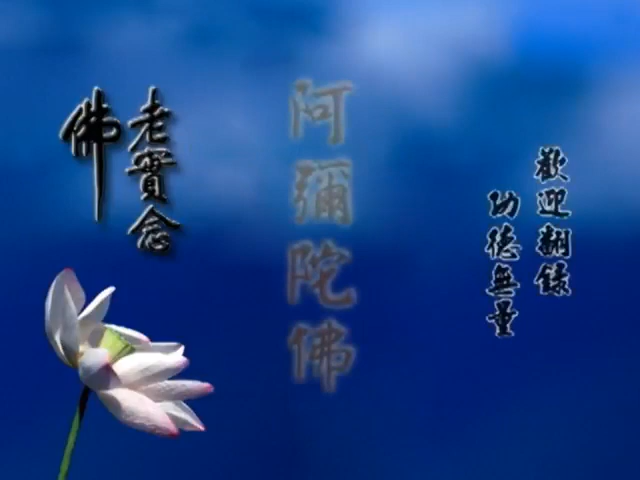 歡迎翻錄
功德無量
阿彌陀佛
老實念
佛